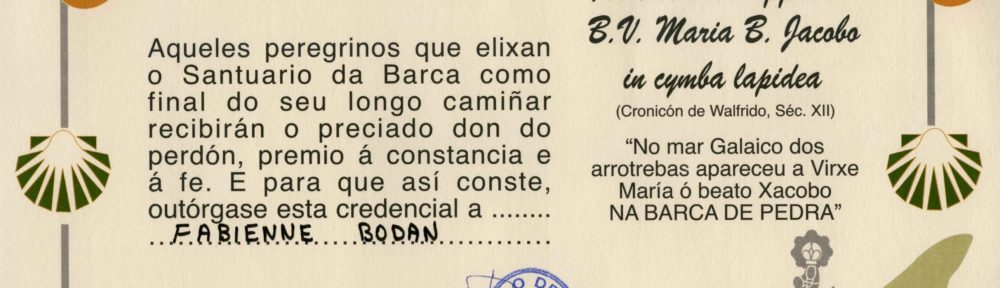 Aqueles peregrinos que elixan
o Santuario da Barca como
final do seu longo camiñar
recibirán o preciado don do
perdón, premio á constancia e
á fe. E para que así conste,
outórgase esta credencial a ........
FABIENNE BODAN
B.V. Maria B. Jacobo
in cymba lapidea
(Cronicón de Walfrido, Séc. XII)
“No mar Galaico dos
arrotrebas apareceu a Virxe
María ó beato Xacobo
NA BARCA DE PEDRA”